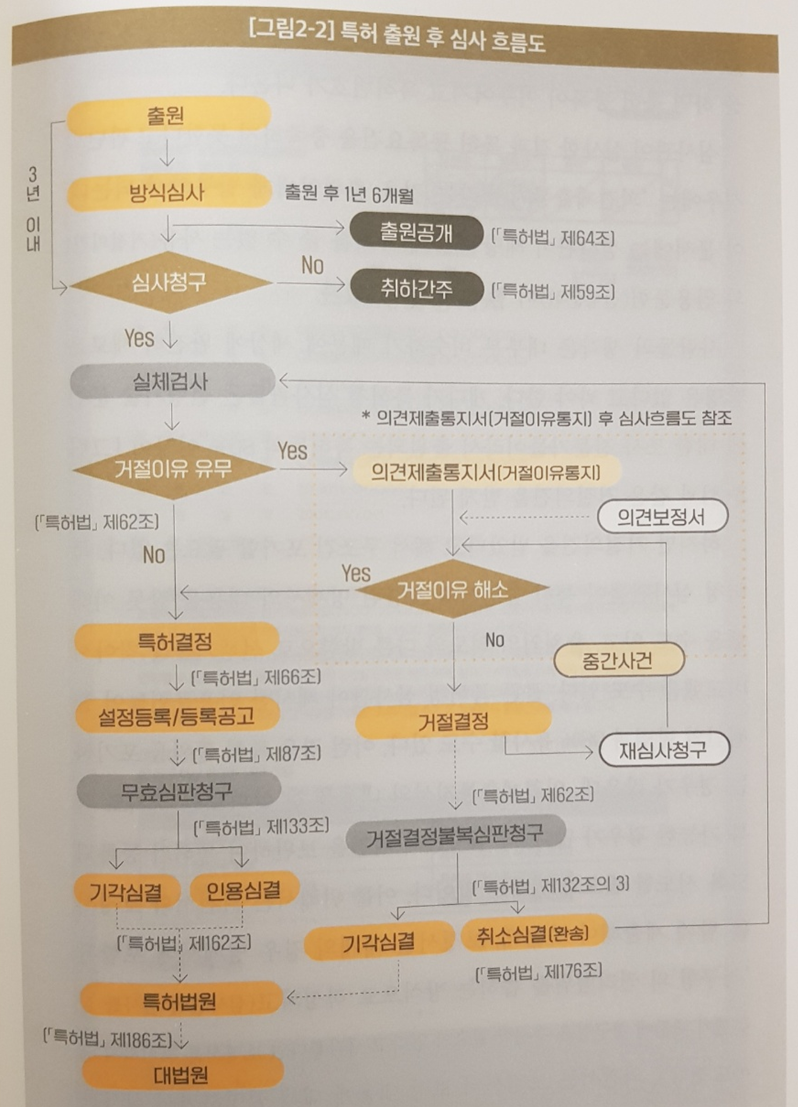 [그림2-2] 특허 출원 후 심사 흐름도
출원
3년 이내
방식심사
출원 후 1년 6개월
출원공개
(「특허법」 제64조)
심사청구
No
취하간주
(「특허법」 제59조)
Yes
실체검사
* 의견제출통지서(거절이유통지) 후 심사흐름도 참조
거절이유 유무
Yes
의견제출통지서(거절이유통지)
(「특허법」 제62조)
의견보정서
No
Yes
거절이유 해소
특허결정
No
중간사건
(「특허법」 제66조)
설정등록/등록공고
거절결정
재심사청구
(「특허법」 제87조)
무효심판청구
(「특허법」 제62조)
(「특허법」 제133조)
거절결정불복심판청구
기각심결
인용심결
(「특허법」 제132조의 3)
(「특허법」 제162조)
기각심결
취소심결(환송)
(「특허법」 제176조)
특허법원
(「특허법」 제186조)
대법원